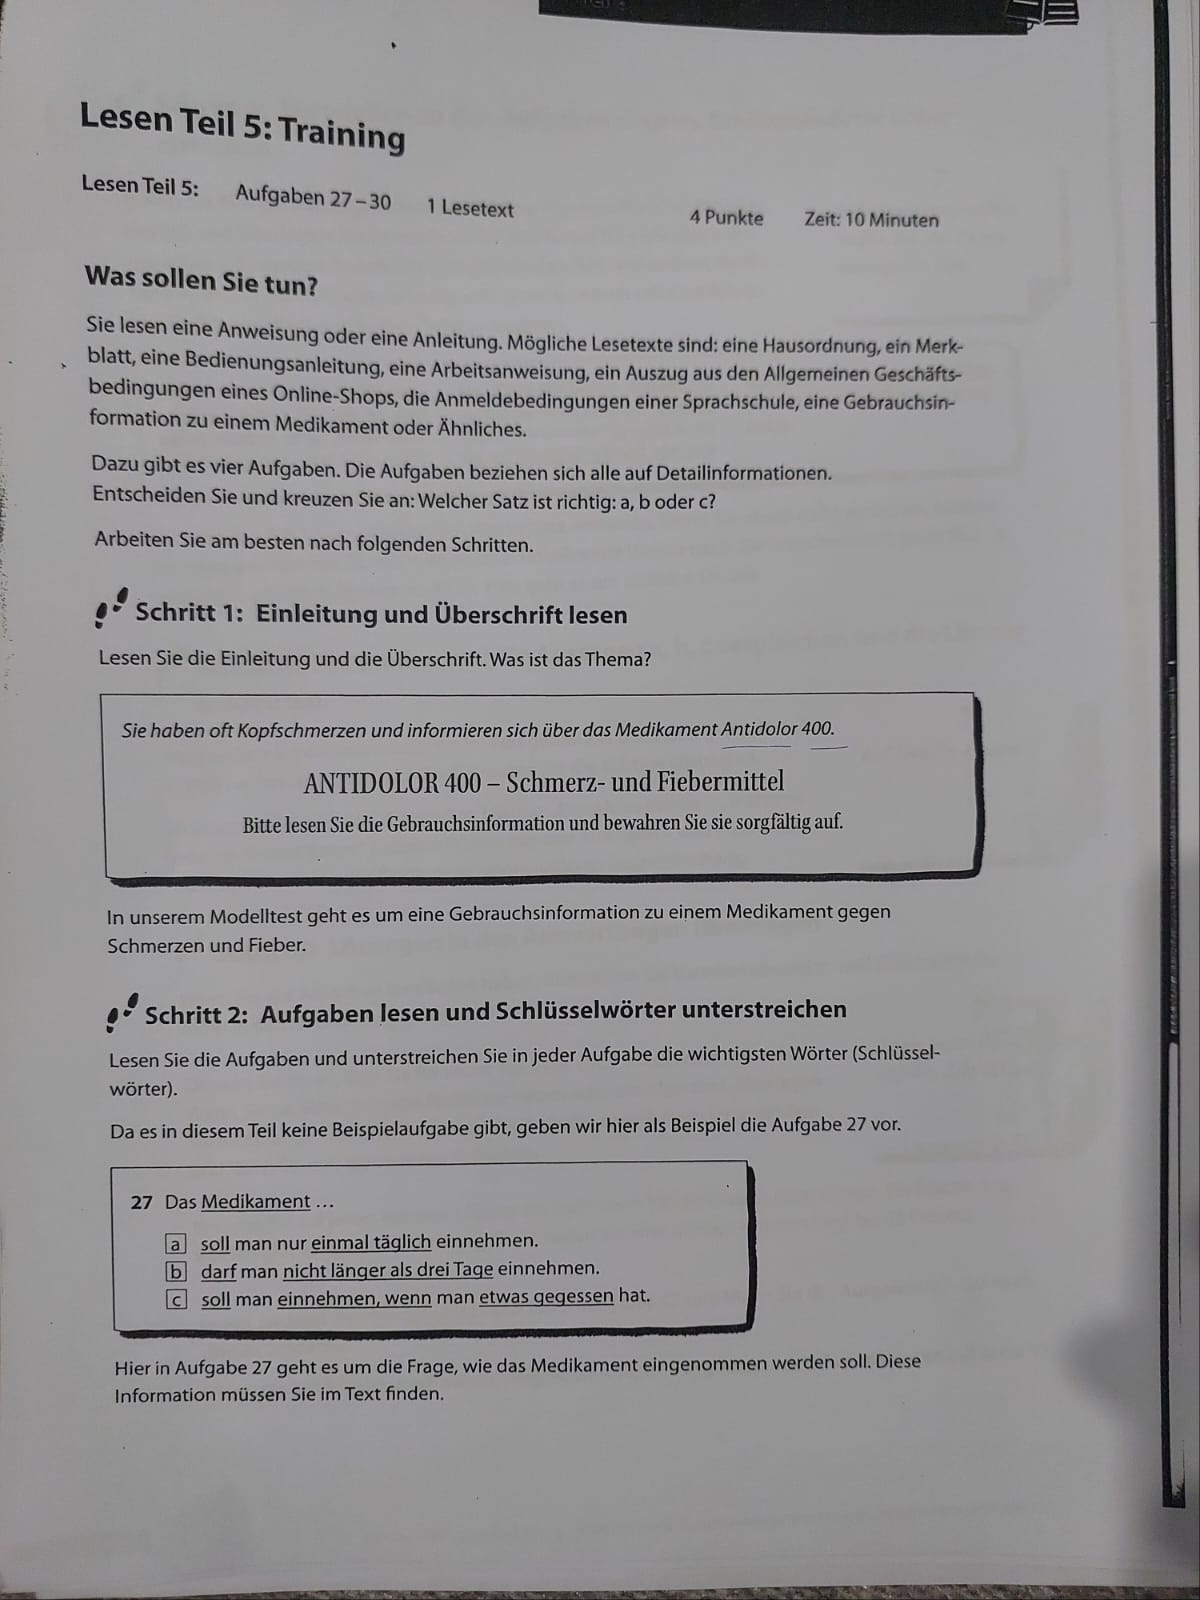 Lesen Teil 5: Training
Lesen Teil 5: Aufgaben 27–30 1 Lesetext 4 Punkte Zeit: 10 Minuten
Was sollen Sie tun?
Sie lesen eine Anweisung oder eine Anleitung. Mögliche Lesetexte sind: eine Hausordnung, ein Merk-
blatt, eine Bedienungsanleitung, eine Arbeitsanweisung, ein Auszug aus den Allgemeinen Geschäfts-
bedingungen eines Online-Shops, die Anmeldebedingungen einer Sprachschule, eine Gebrauchsin-
formation zu einem Medikament oder Ähnliches.
Dazu gibt es vier Aufgaben. Die Aufgaben beziehen sich alle auf Detailinformationen.
Entscheiden Sie und kreuzen Sie an: Welcher Satz ist richtig: a, b oder c?
Arbeiten Sie am besten nach folgenden Schritten.
Schritt 1: Einleitung und Überschrift lesen
Lesen Sie die Einleitung und die Überschrift. Was ist das Thema?
Sie haben oft Kopfschmerzen und informieren sich über das Medikament Antidolor 400.
ANTIDOLOR 400 – Schmerz- und Fiebermittel
Bitte lesen Sie die Gebrauchsinformation und bewahren Sie sie sorgfältig auf.
In unserem Modelltest geht es um eine Gebrauchsinformation zu einem Medikament gegen
Schmerzen und Fieber.
Schritt 2: Aufgaben lesen und Schlüsselwörter unterstreichen
Lesen Sie die Aufgaben und unterstreichen Sie in jeder Aufgabe die wichtigsten Wörter (Schlüssel-
wörter).
Da es in diesem Teil keine Beispielaufgabe gibt, geben wir hier als Beispiel die Aufgabe 27 vor.
27 Das Medikament …
a soll man nur einmal täglich einnehmen.
b darf man nicht länger als drei Tage einnehmen.
c soll man einnehmen, wenn man etwas gegessen hat.
Hier in Aufgabe 27 geht es um die Frage, wie das Medikament eingenommen werden soll. Diese
Information müssen Sie im Text finden.